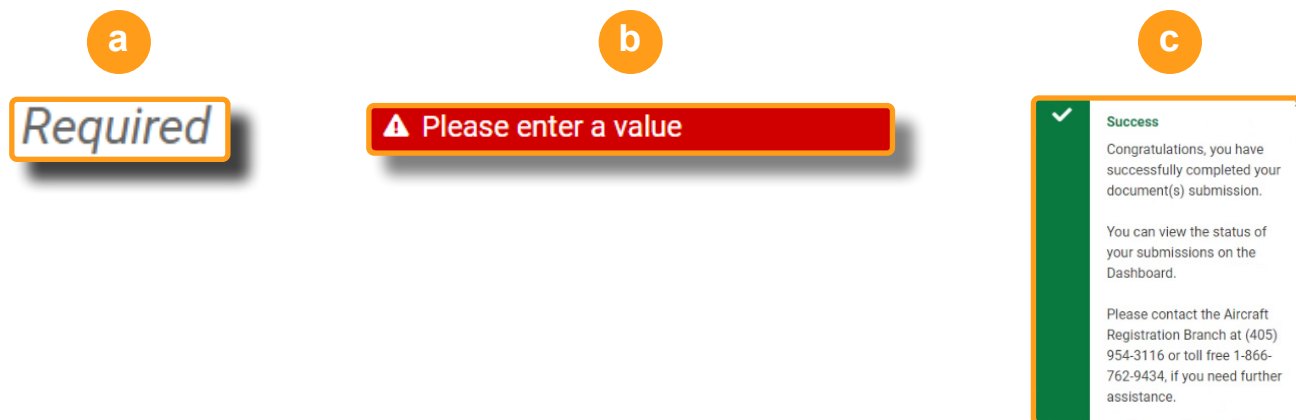 a
b
c
Required
Please enter a value
Success
Congratulations, you have
successfully completed your
document(s) submission.
You can view the status of
your submissions on the
Dashboard.
Please contact the Aircraft
Registration Branch at (405)
954-3116 or toll free 1-866-
762-9434, if you need further
assistance.